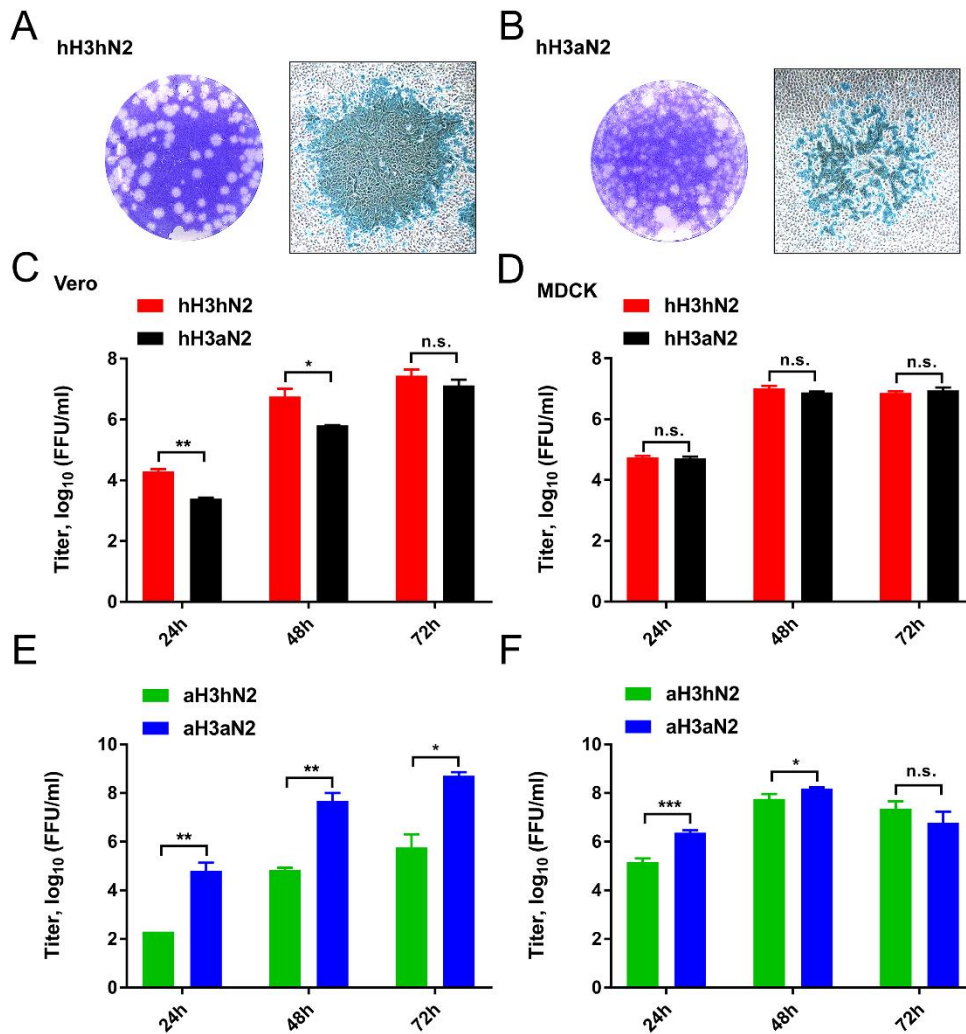 A
hH3hN2
B
hH3aN2
C
Vero
hH3hN2
hH3aN2
Titer, log₁₀ (FFU/ml)
8
6
4
2
0
**
*
n.s.
24h
48h
72h
D
MDCK
hH3hN2
hH3aN2
Titer, log₁₀ (FFU/ml)
8
6
4
2
0
n.s.
n.s.
n.s.
24h
48h
72h
E
aH3hN2
aH3aN2
Titer, log₁₀ (FFU/ml)
10
8
6
4
2
0
**
**
*
24h
48h
72h
F
aH3hN2
aH3aN2
Titer, log₁₀ (FFU/ml)
10
8
6
4
2
0
***
*
n.s.
24h
48h
72h